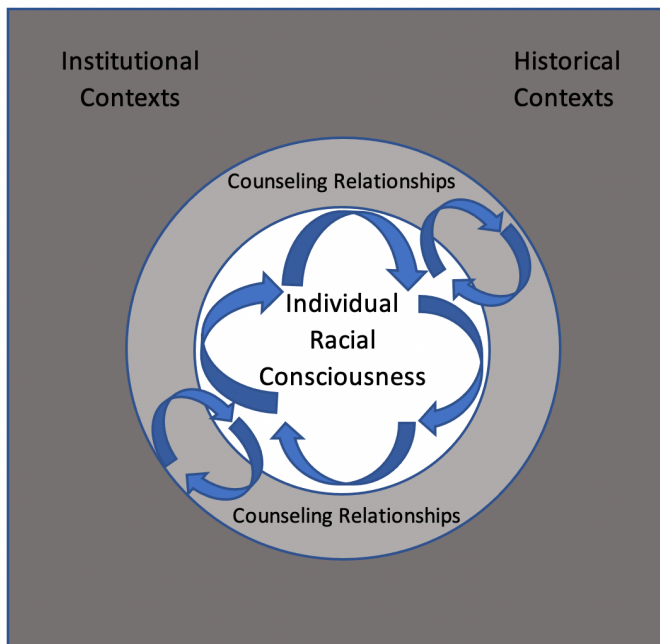 Institutional
Contexts
Historical
Contexts
Counseling Relationships
Individual
Racial
Consciousness
Counseling Relationships